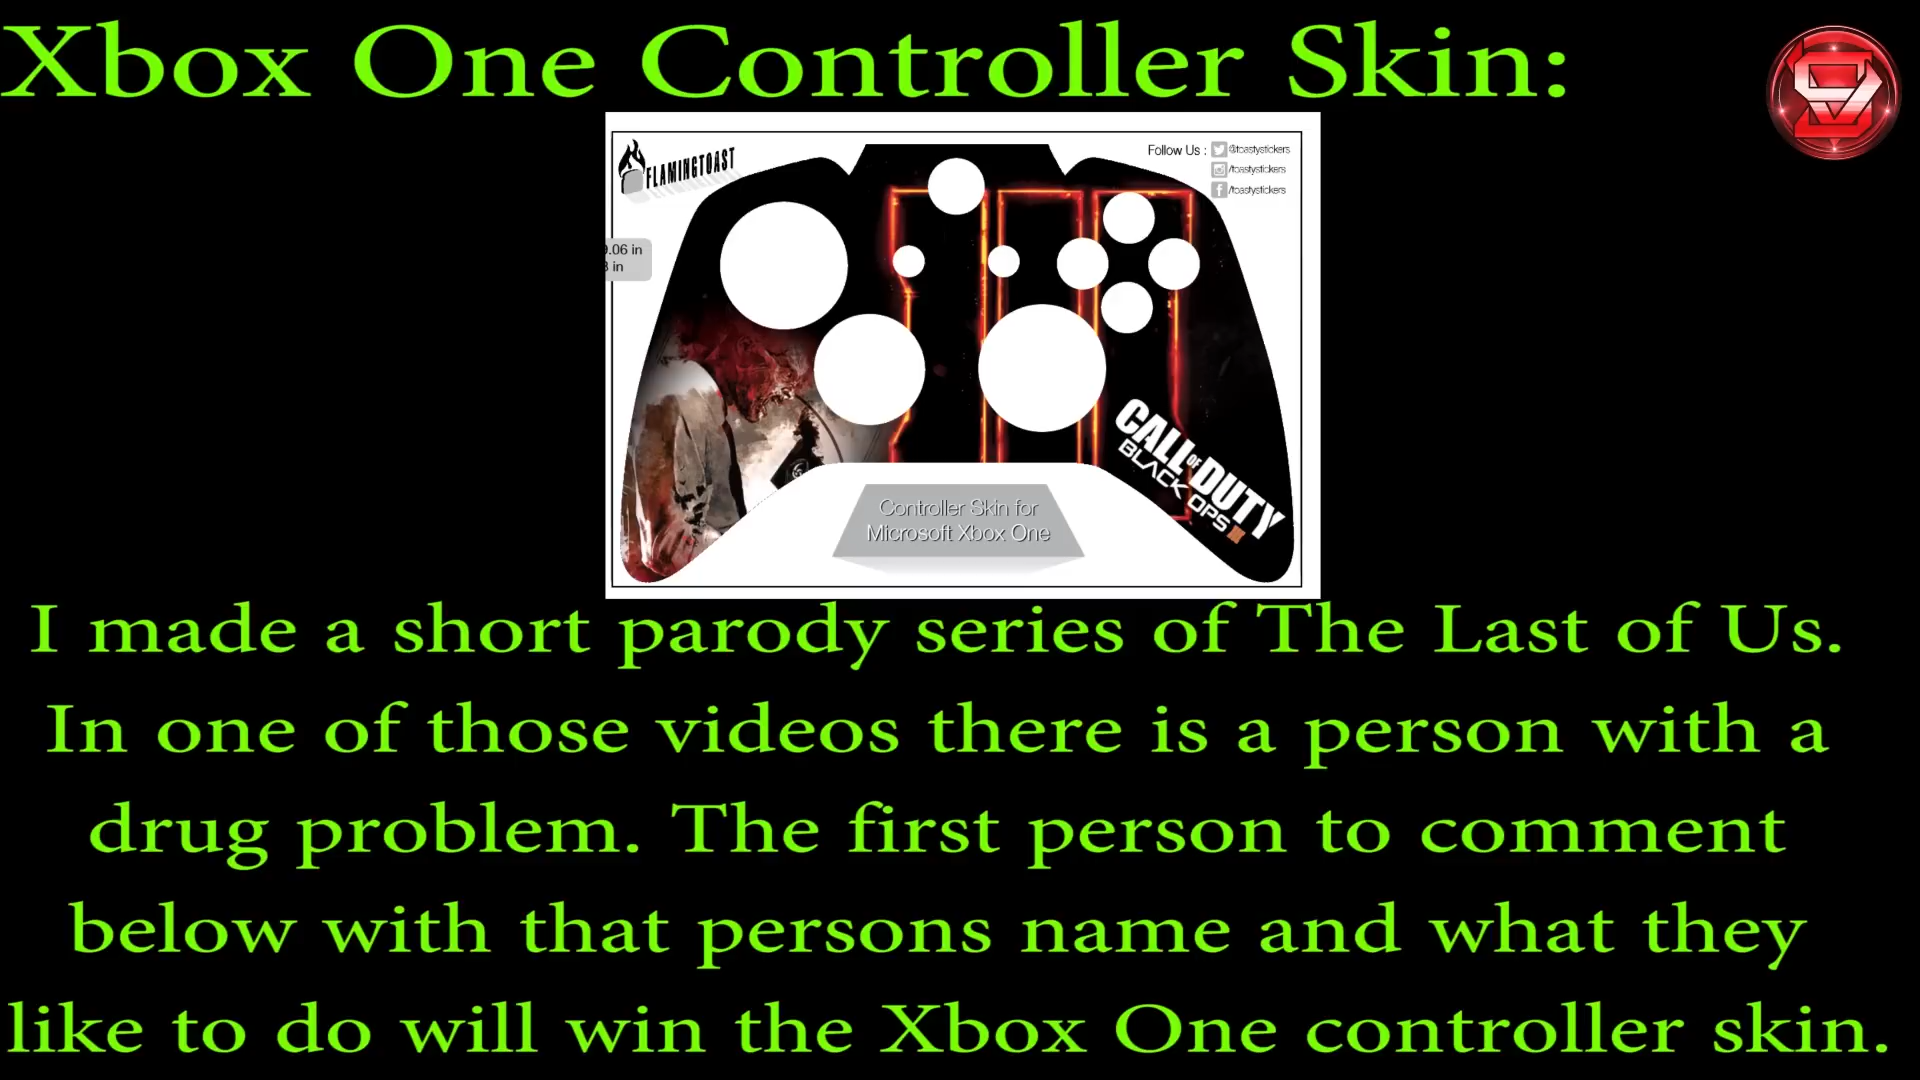 Xbox One Controller Skin:
FLAMINGTOAST
Follow Us :
@toastystickers
/toastystickers
/toastystickers
.06 in
in
CALL OF DUTY
BLACK OPS III
Controller Skin for
Microsoft Xbox One
I made a short parody series of The Last of Us.
In one of those videos there is a person with a
drug problem. The first person to comment
below with that persons name and what they
like to do will win the Xbox One controller skin.